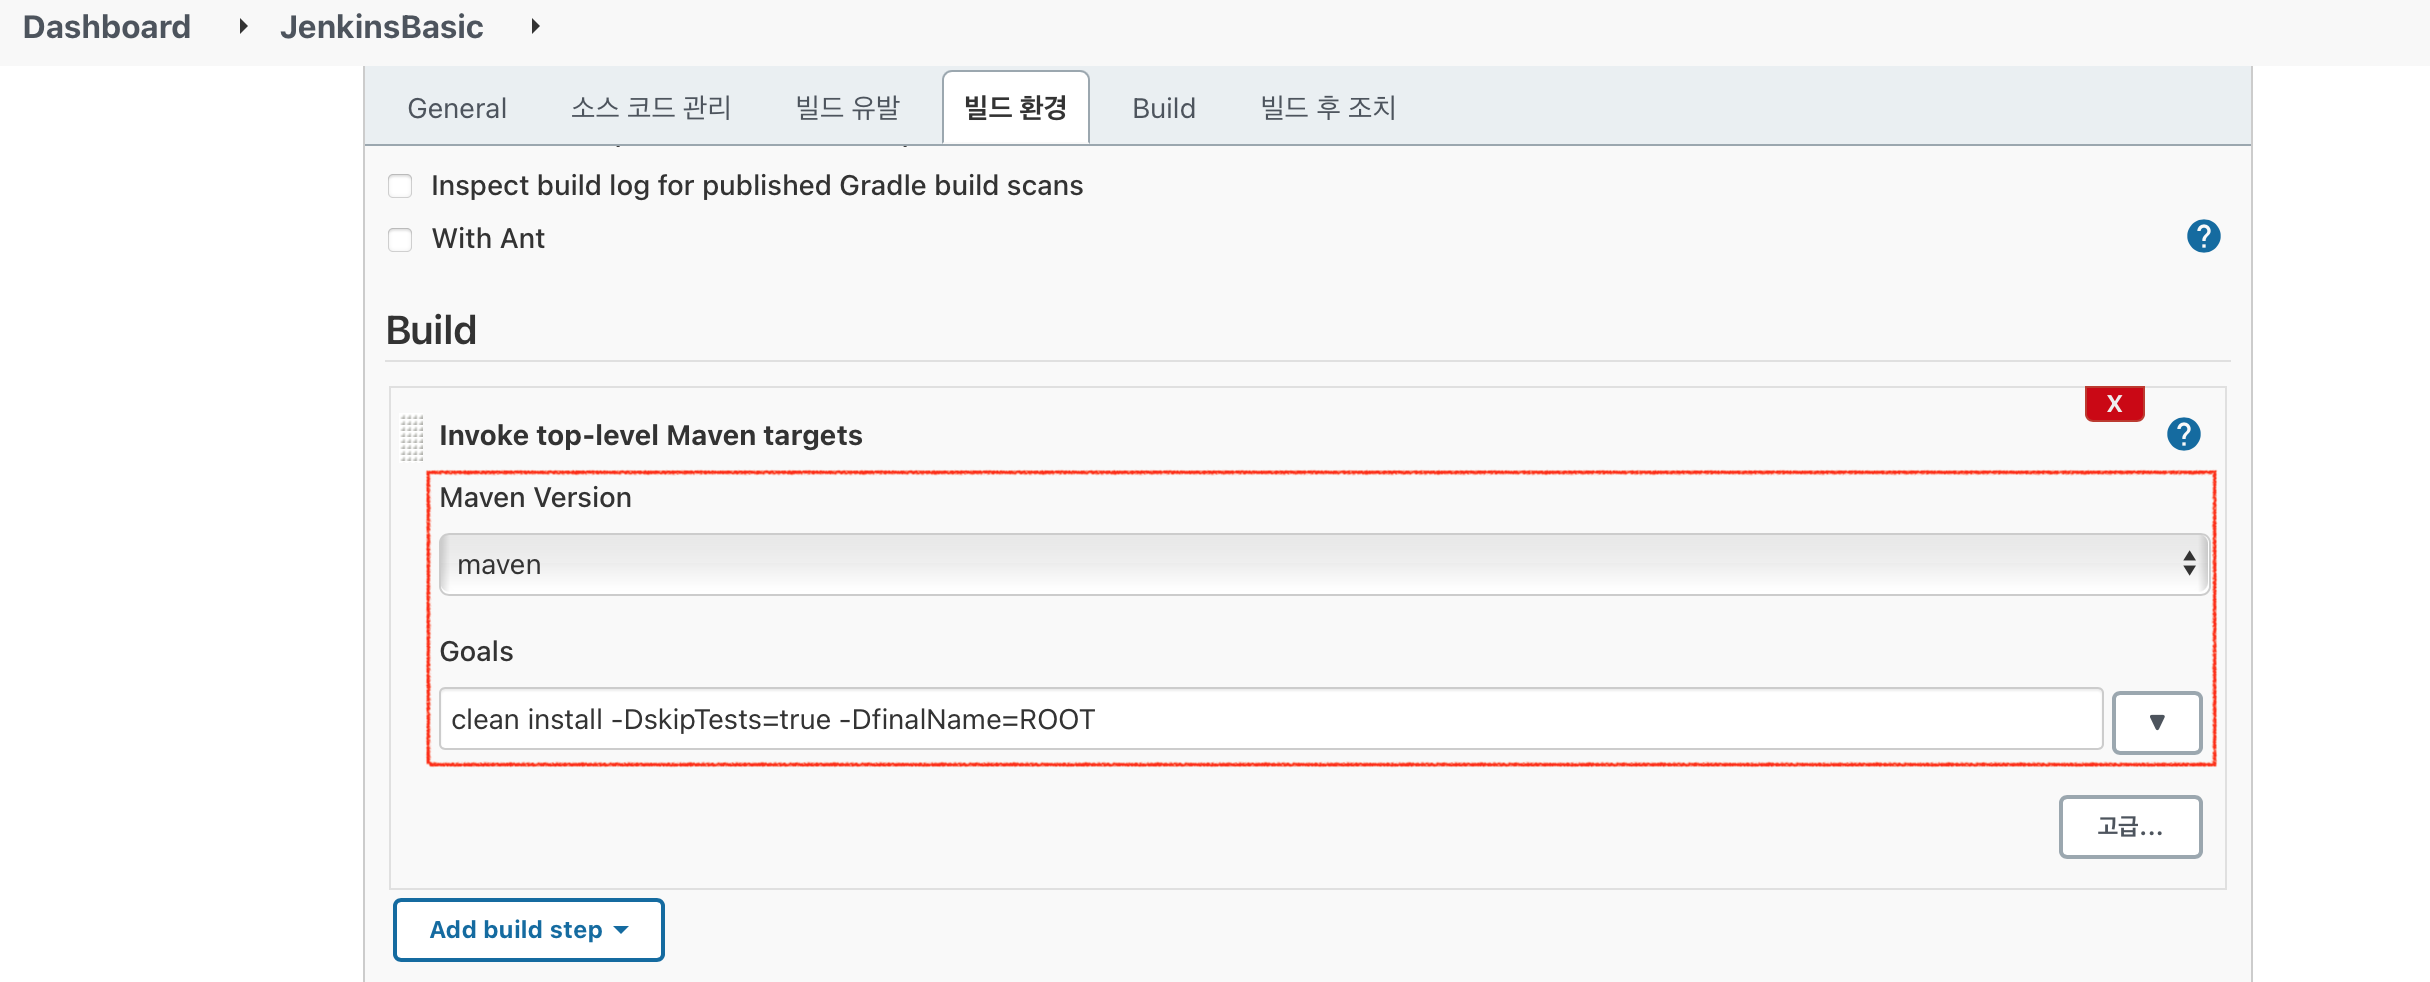 Dashboard JenkinsBasic
General 소스 코드 관리 빌드 유발 빌드 환경 Build 빌드 후 조치
Inspect build log for published Gradle build scans
With Ant
?
Build
X
Invoke top-level Maven targets
?
Maven Version
maven
Goals
clean install -DskipTests=true -DfinalName=ROOT
고급...
Add build step